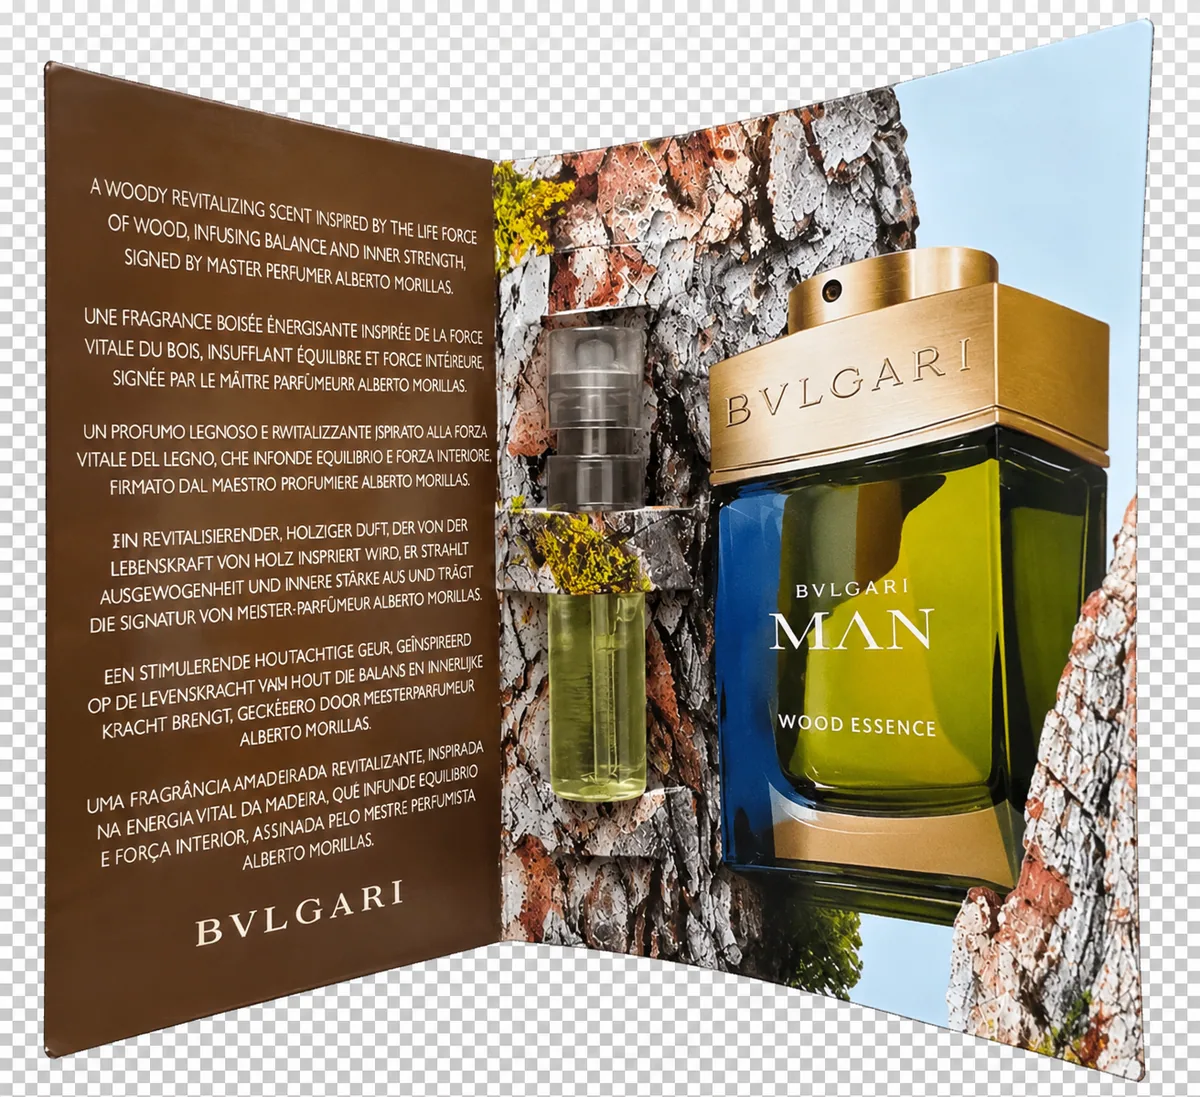 A WOODY REVITALIZING SCENT INSPIRED BY THE LIFE FORCE
OF WOOD, INFUSING BALANCE AND INNER STRENGTH,
SIGNED BY MASTER PERFUMER ALBERTO MORILLAS.
UNE FRAGRANCE BOISÉE ÉNERGISANTE INSPIRÉE DE LA FORCE
VITALE DU BOIS, INSUFFLANT ÉQUILIBRE ET FORCE INTÉIREURE,
SIGNÉE PAR LE MÂITRE PARFÛMEURR ALBERTO MORILLAS.
UN PROFUMO LEGNOSO E RWITALIZZANTE ISPIRATO ALLA FORZA
VITALE DEL LEGNO, CHE INFONDE EQUILIBRIO E FORZA INTERIORE,
FIRMATO DAL MAESTRO PROFUMIERE ALBERTO MORILLAS.
EIN REVITALISIERENDER, HOLZIGER DUFT, DER VON DER
LEBENSKRAFT VON HOLZ INSPRIERT WIRD, ER STRAHLT
AUSGEWOGENHEIT UND INNERE STÄRKE AUS UND TRÄGT
DIE SIGNATUR VON MEISTER-PARFÜMEUR ALBERTO MORILLAS.
EEN STIMULERENDE HOUTACHTIGE GEUR, GEÏNSPIREERD
OP DE LEVENSKRACHT VAN HOUT DIE BALANS EN INNERLIJKE
KRACHT BRENGT, GECKËERO DOOR MEESTERPARFUMEUR
ALBERTO MORILLAS.
UMA FRAGRÂNCIA AMADEIRADA REVITALIZANTE, INSPIRADA
NA ENERGIA VITAL DA MADEIRA, QUE INFUNDE EQUILIBRIO
E FORÇA INTERIOR, ASSINADA PELO MESTRE PERFUMISTA
ALBERTO MORILLAS.
BVLGARI
BVLGARI
BVLGARI
MAN
WOOD ESSENCE